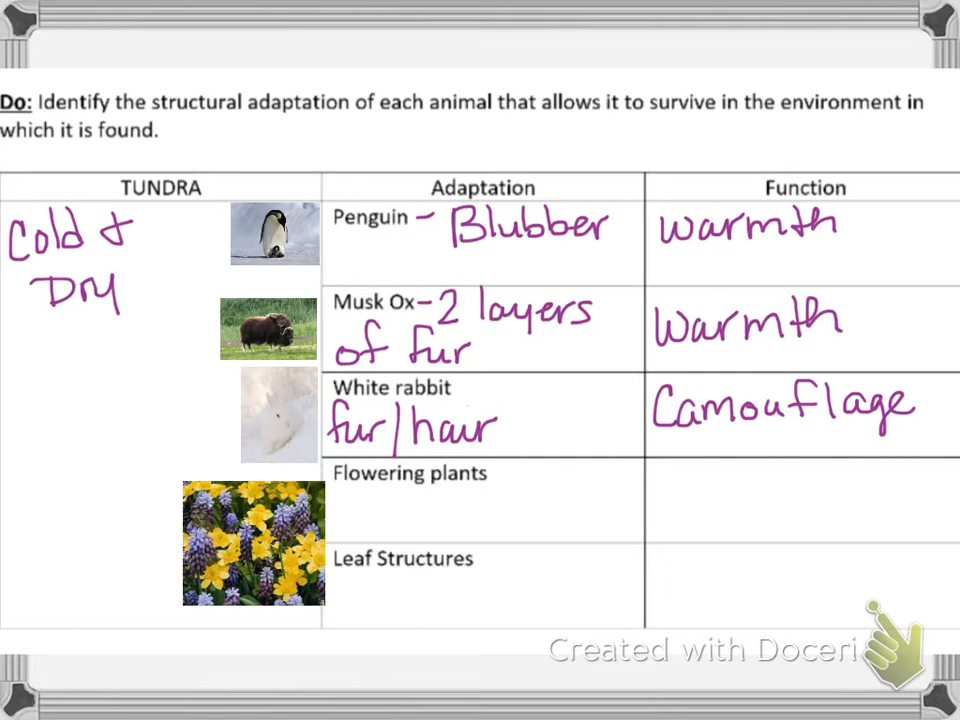 Do: Identify the structural adaptation of each animal that allows it to survive in the environment in
which it is found.
TUNDRA Adaptation Function
Cold & Dry
Penguin - Blubber
warmth
Musk Ox - 2 layers
of fur
warmth
White rabbit
fur/hair
Camouflage
Flowering plants
Leaf Structures
Created with Doceri